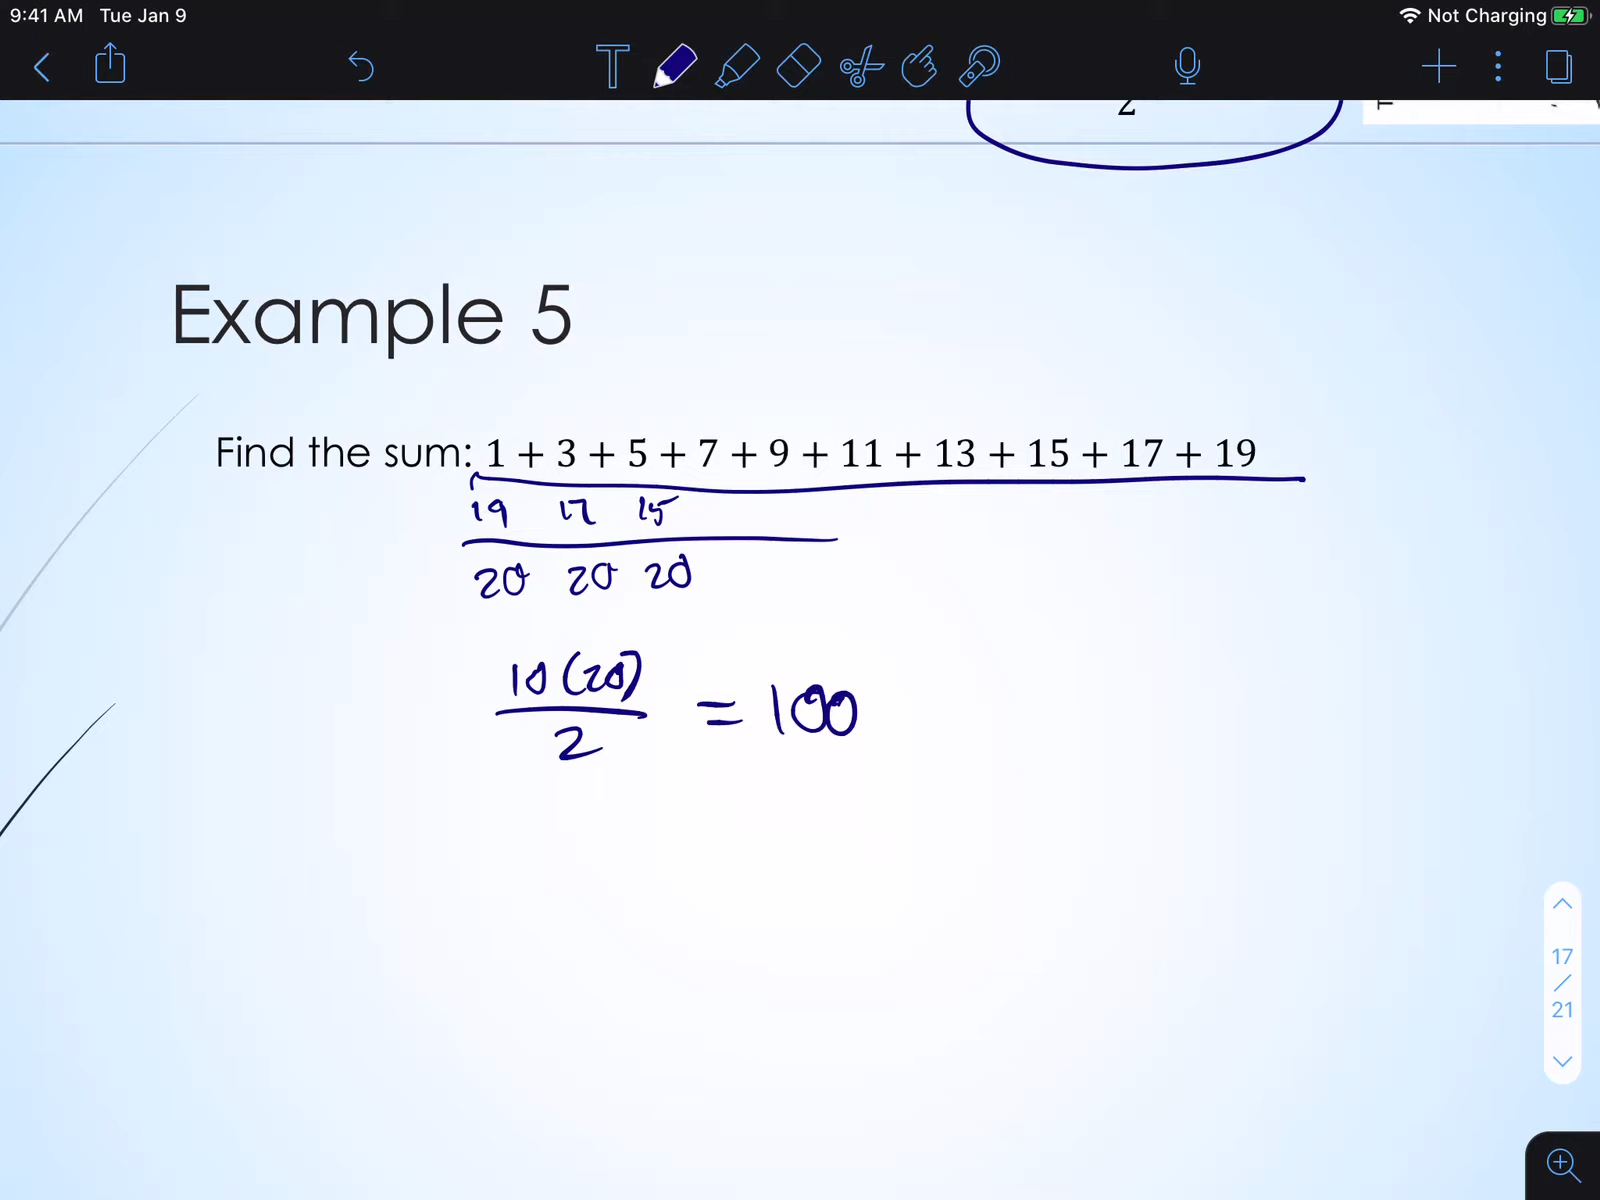 9:41 AM Tue Jan 9 Not Charging
T
2
Example 5
Find the sum: 1 + 3 + 5 + 7 + 9 + 11 + 13 + 15 + 17 + 19
19 17 15
20 20 20
10 (20)
2
= 100
17
/
21